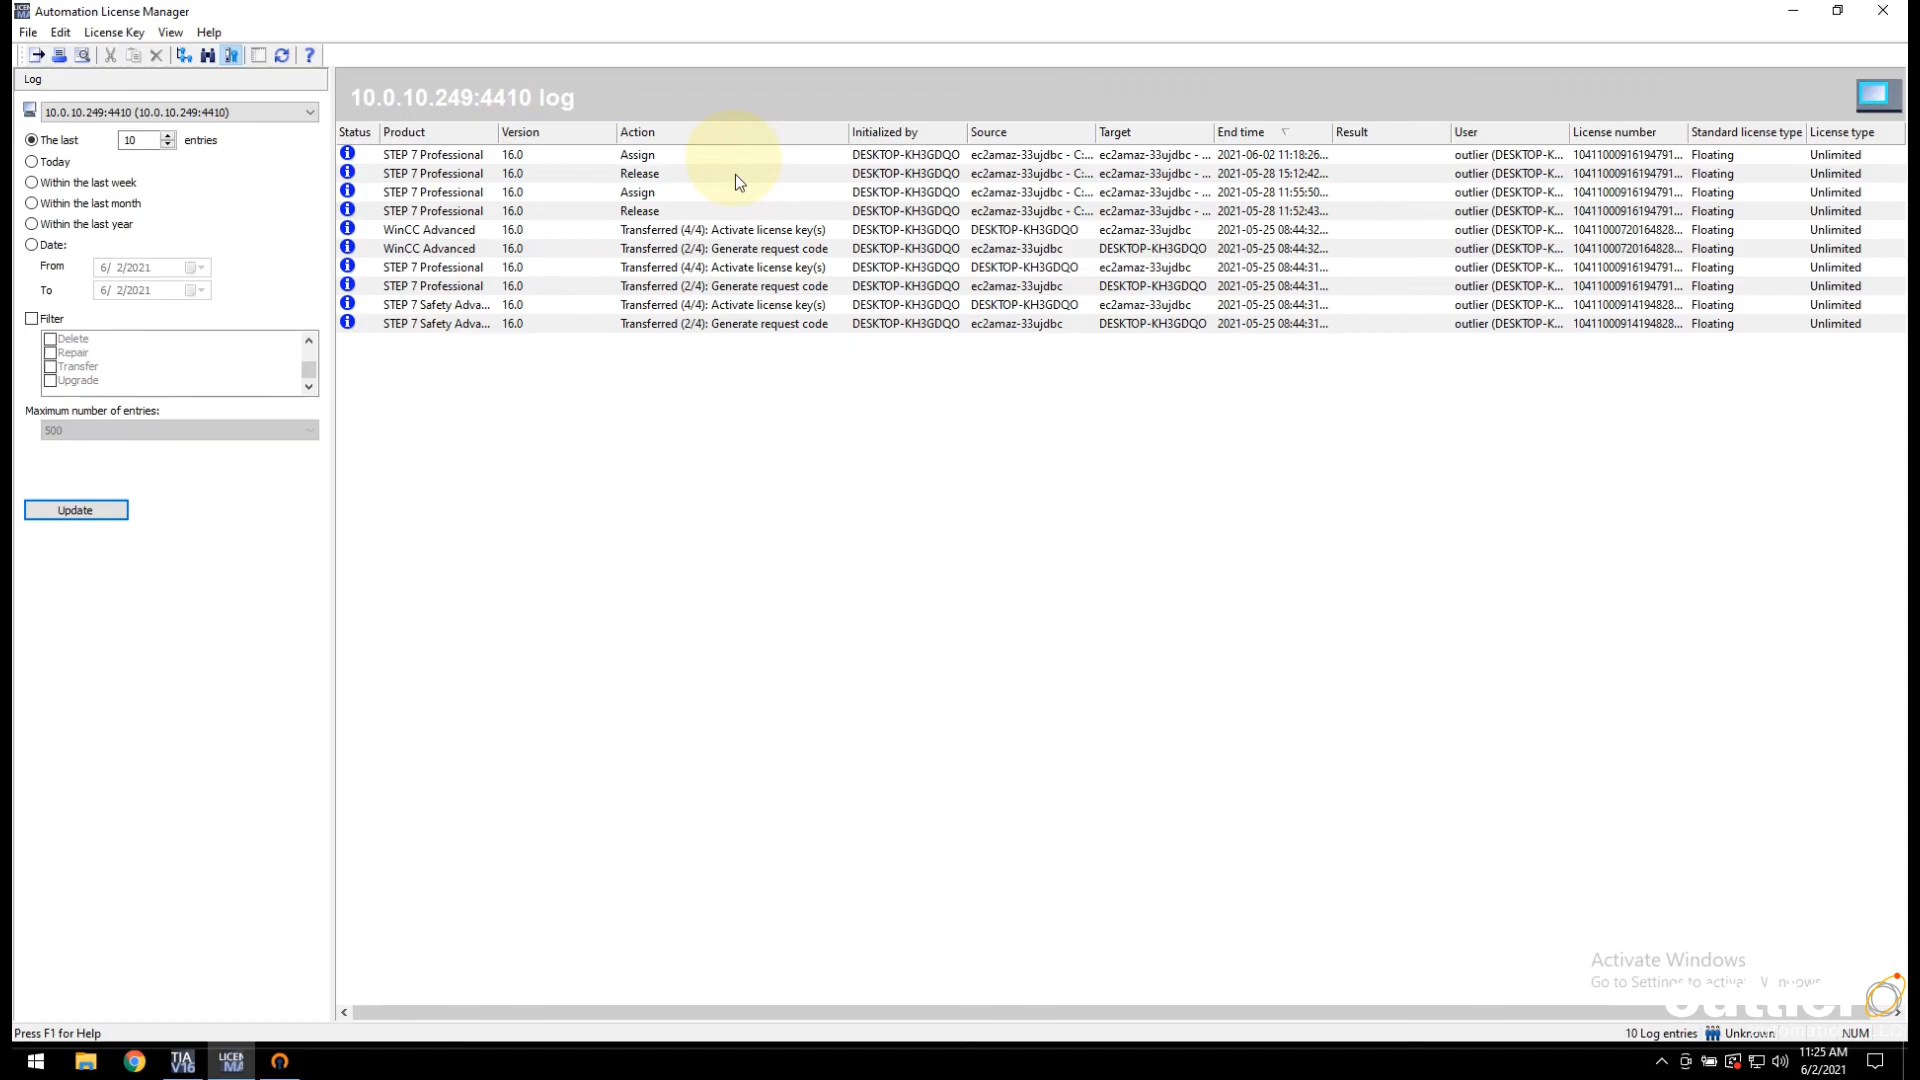 Automation License Manager
File Edit License Key View Help
Log
10.0.10.249:4410 (10.0.10.249:4410)
The last 10 entries
Today
Within the last week
Within the last month
Within the last year
Date:
From 6/ 2/2021
To 6/ 2/2021
Filter
Delete
Repair
Transfer
Upgrade
Maximum number of entries:
500
Update
10.0.10.249:4410 log
Status Product Version Action Initialized by Source Target End time Result User License number Standard license type License type
STEP 7 Professional 16.0 Assign DESKTOP-KH3GDQO ec2amaz-33ujdbc - C:... ec2amaz-33ujdbc - ... 2021-06-02 11:18:26... outlier (DESKTOP-K... 10411000916194791... Floating Unlimited
STEP 7 Professional 16.0 Release DESKTOP-KH3GDQO ec2amaz-33ujdbc - C:... ec2amaz-33ujdbc - ... 2021-05-28 15:12:42... outlier (DESKTOP-K... 10411000916194791... Floating Unlimited
STEP 7 Professional 16.0 Assign DESKTOP-KH3GDQO ec2amaz-33ujdbc - C:... ec2amaz-33ujdbc - ... 2021-05-28 11:55:50... outlier (DESKTOP-K... 10411000916194791... Floating Unlimited
STEP 7 Professional 16.0 Release DESKTOP-KH3GDQO ec2amaz-33ujdbc - C:... ec2amaz-33ujdbc - ... 2021-05-28 11:52:43... outlier (DESKTOP-K... 10411000916194791... Floating Unlimited
WinCC Advanced 16.0 Transferred (4/4): Activate license key(s) DESKTOP-KH3GDQO DESKTOP-KH3GDQO ec2amaz-33ujdbc 2021-05-25 08:44:32... outlier (DESKTOP-K... 10411000720164828... Floating Unlimited
WinCC Advanced 16.0 Transferred (2/4): Generate request code DESKTOP-KH3GDQO ec2amaz-33ujdbc DESKTOP-KH3GDQO 2021-05-25 08:44:32... outlier (DESKTOP-K... 10411000720164828... Floating Unlimited
STEP 7 Professional 16.0 Transferred (4/4): Activate license key(s) DESKTOP-KH3GDQO DESKTOP-KH3GDQO ec2amaz-33ujdbc 2021-05-25 08:44:31... outlier (DESKTOP-K... 10411000916194791... Floating Unlimited
STEP 7 Professional 16.0 Transferred (2/4): Generate request code DESKTOP-KH3GDQO ec2amaz-33ujdbc DESKTOP-KH3GDQO 2021-05-25 08:44:31... outlier (DESKTOP-K... 10411000916194791... Floating Unlimited
STEP 7 Safety Adva... 16.0 Transferred (4/4): Activate license key(s) DESKTOP-KH3GDQO DESKTOP-KH3GDQO ec2amaz-33ujdbc 2021-05-25 08:44:31... outlier (DESKTOP-K... 10411000914194828... Floating Unlimited
STEP 7 Safety Adva... 16.0 Transferred (2/4): Generate request code DESKTOP-KH3GDQO ec2amaz-33ujdbc DESKTOP-KH3GDQO 2021-05-25 08:44:31... outlier (DESKTOP-K... 10411000914194828... Floating Unlimited
Activate Windows
Go to Settings to activate Windows.
Press F1 for Help 10 Log entries Unknown NUM
TIA V16
LICEN MA
11:25 AM
6/2/2021